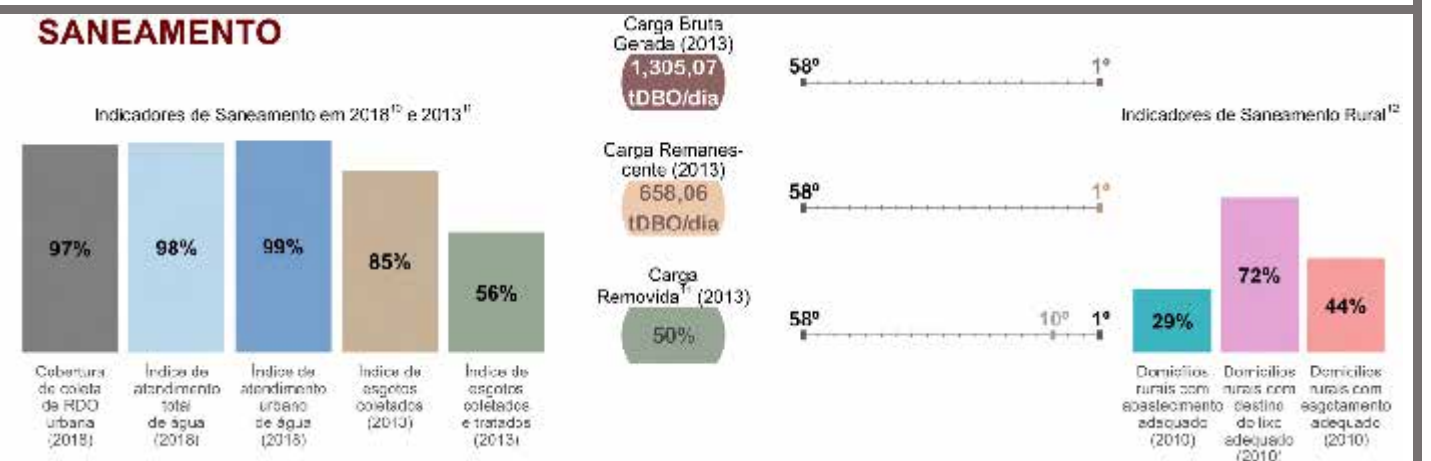 SANEAMENTO
Indicadores de Saneamento em 2018¹⁰ e 2013¹¹
97%
98%
99%
85%
56%
Cobertura
de coleta
de RDO
urbana
(2018)
Índice de
atendimento
total
de água
(2018)
Índice de
atendimento
urbano
de água
(2018)
Índice de
esgotos
coletados
(2013)
Índice de
esgotos
coletados
e tratados
(2013)
Carga Bruta
Gerada (2013)
1,305,07
tDBO/dia
58º
1º
Carga Remanes-
cente (2013)
658,06
tDBO/dia
58º
1º
Carga
Removida¹¹ (2013)
50%
58º
10º
1º
Indicadores de Saneamento Rural¹²
29%
72%
44%
Domicílios
rurais com
abastecimento
adequado
(2010)
Domicílios
rurais com
destino
do lixo
adequado
(2010)
Domicílios
rurais com
esgotamento
adequado
(2010)